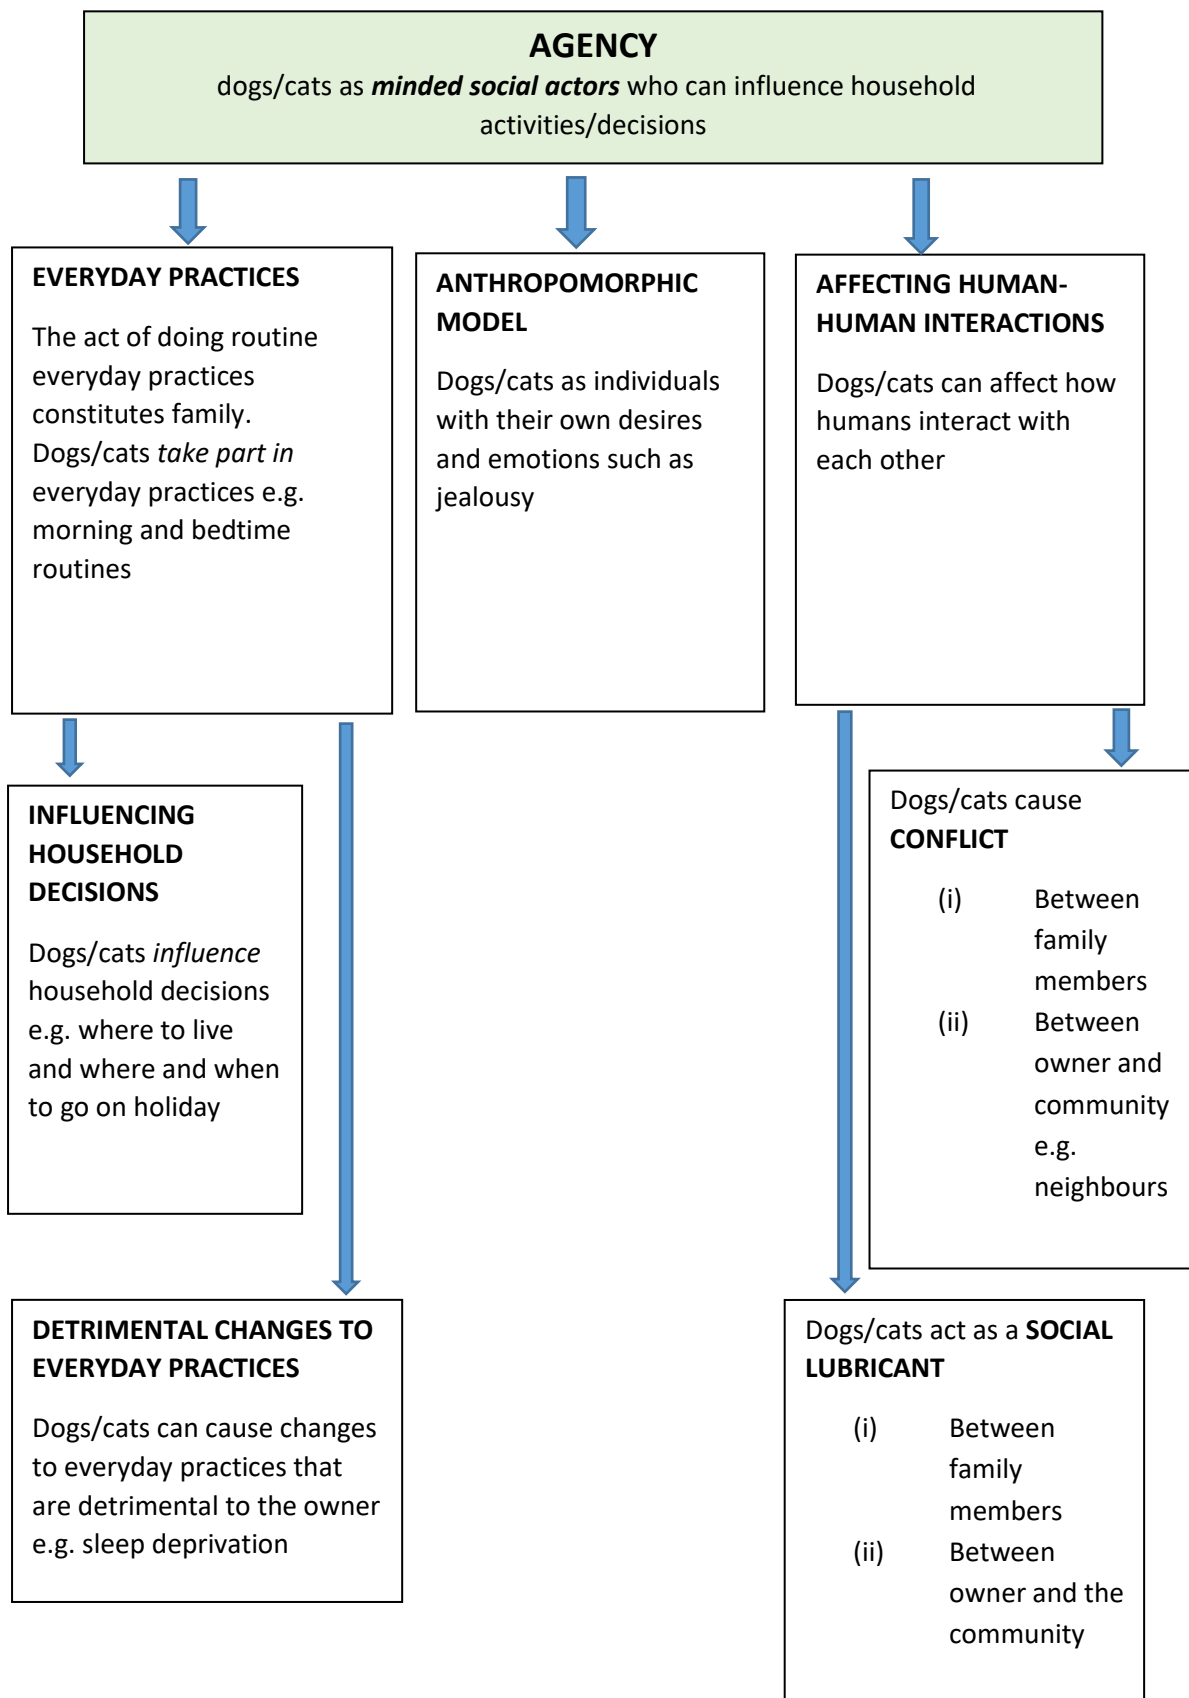 AGENCY
dogs/cats as minded social actors who can influence household
activities/decisions
EVERYDAY PRACTICES
The act of doing routine
everyday practices
constitutes family.
Dogs/cats take part in
everyday practices e.g.
morning and bedtime
routines
ANTHROPOMORPHIC
MODEL
Dogs/cats as individuals
with their own desires
and emotions such as
jealousy
AFFECTING HUMAN-
HUMAN INTERACTIONS
Dogs/cats can affect how
humans interact with
each other
INFLUENCING
HOUSEHOLD
DECISIONS
Dogs/cats influence
household decisions
e.g. where to live
and where and when
to go on holiday
Dogs/cats cause
CONFLICT
(i) Between
family
members
(ii) Between
owner and
community
e.g.
neighbours
DETRIMENTAL CHANGES TO
EVERYDAY PRACTICES
Dogs/cats can cause changes
to everyday practices that
are detrimental to the owner
e.g. sleep deprivation
Dogs/cats act as a SOCIAL
LUBRICANT
(i) Between
family
members
(ii) Between
owner and the
community